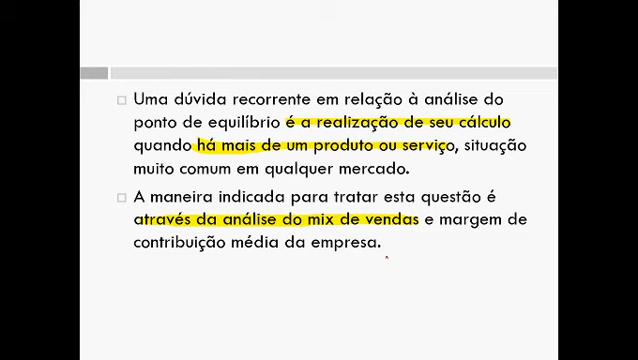 Uma dúvida recorrente em relação à análise do
ponto de equilíbrio é a realização de seu cálculo
quando há mais de um produto ou serviço, situação
muito comum em qualquer mercado.
A maneira indicada para tratar esta questão é
através da análise do mix de vendas e margem de
contribuição média da empresa.